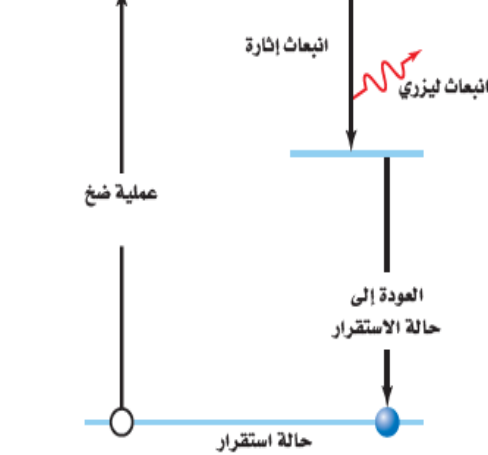 انبعاث إثارة
انبعاث ليزري
عملية ضخ
العودة إلى
حالة الاستقرار
حالة استقرار